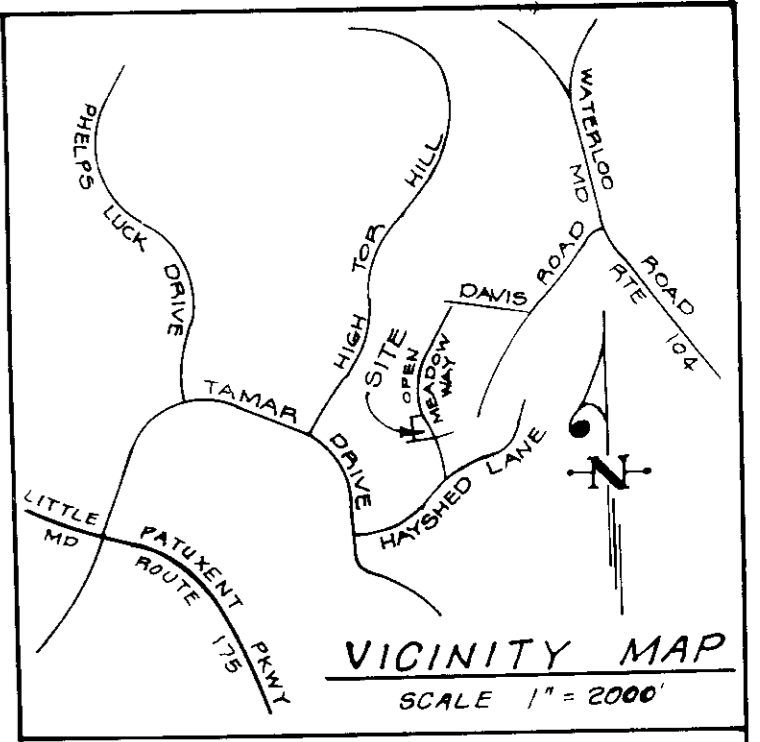 PHELPS LUCK DRIVE
HIGH TOR HILL
WATERLOO ROAD
MD RTE 104
DAVIS ROAD
SITE
OPEN MEADOW WAY
TAMAR DRIVE
HAYSHED LANE
N
LITTLE PATUXENT PKWY
MD ROUTE 175
VICINITY MAP
SCALE 1" = 2000'